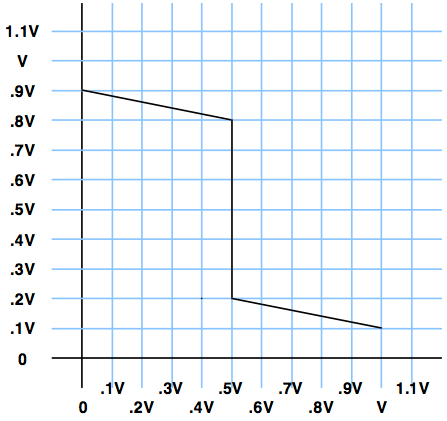 1.1V
V
.9V
.8V
.7V
.6V
.5V
.4V
.3V
.2V
.1V
0
.1V .3V .5V .7V .9V 1.1V
0 .2V .4V .6V .8V V